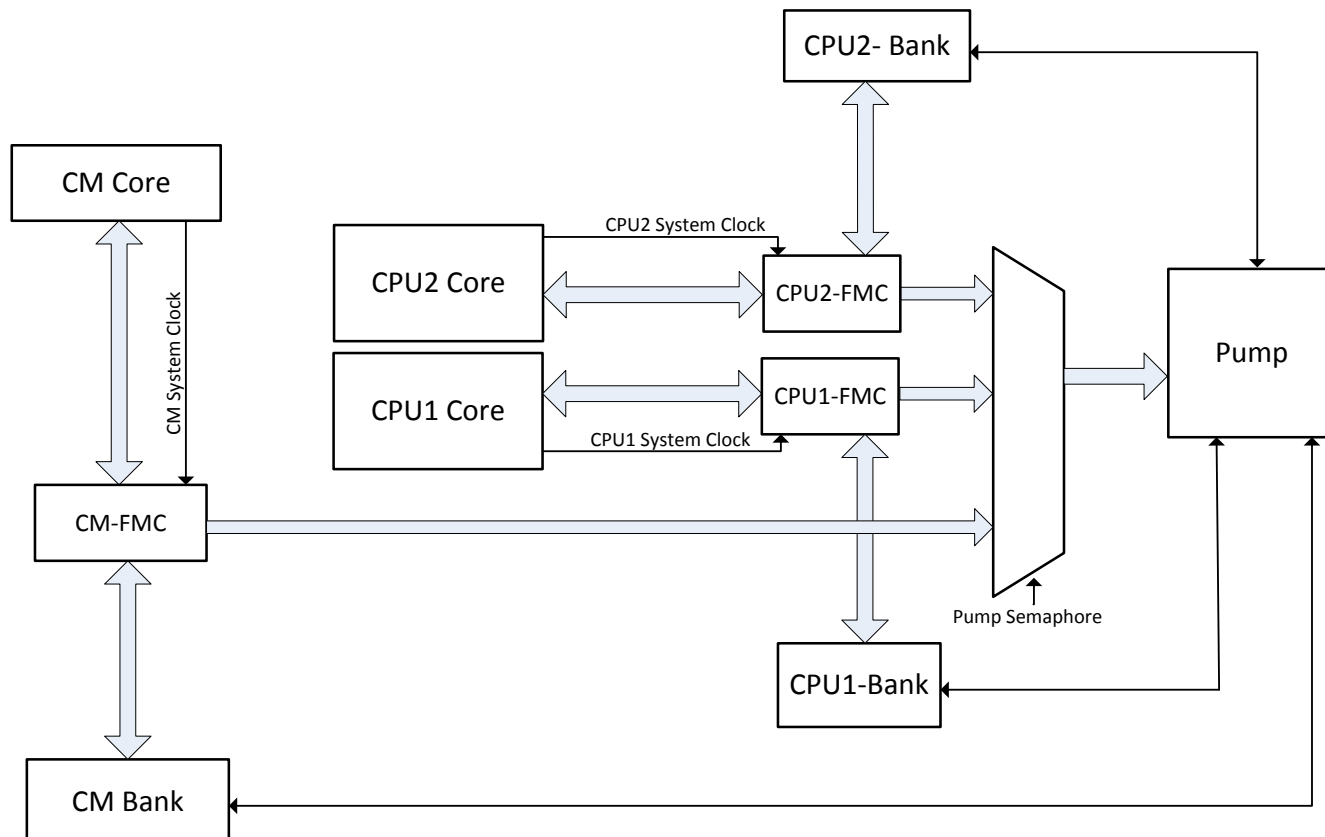 CPU2- Bank
CM Core
CPU2 System Clock
CPU2 Core
CPU2-FMC
CM System Clock
Pump
CPU1-FMC
CPU1 Core
CPU1 System Clock
CM-FMC
Pump Semaphore
CPU1-Bank
CM Bank